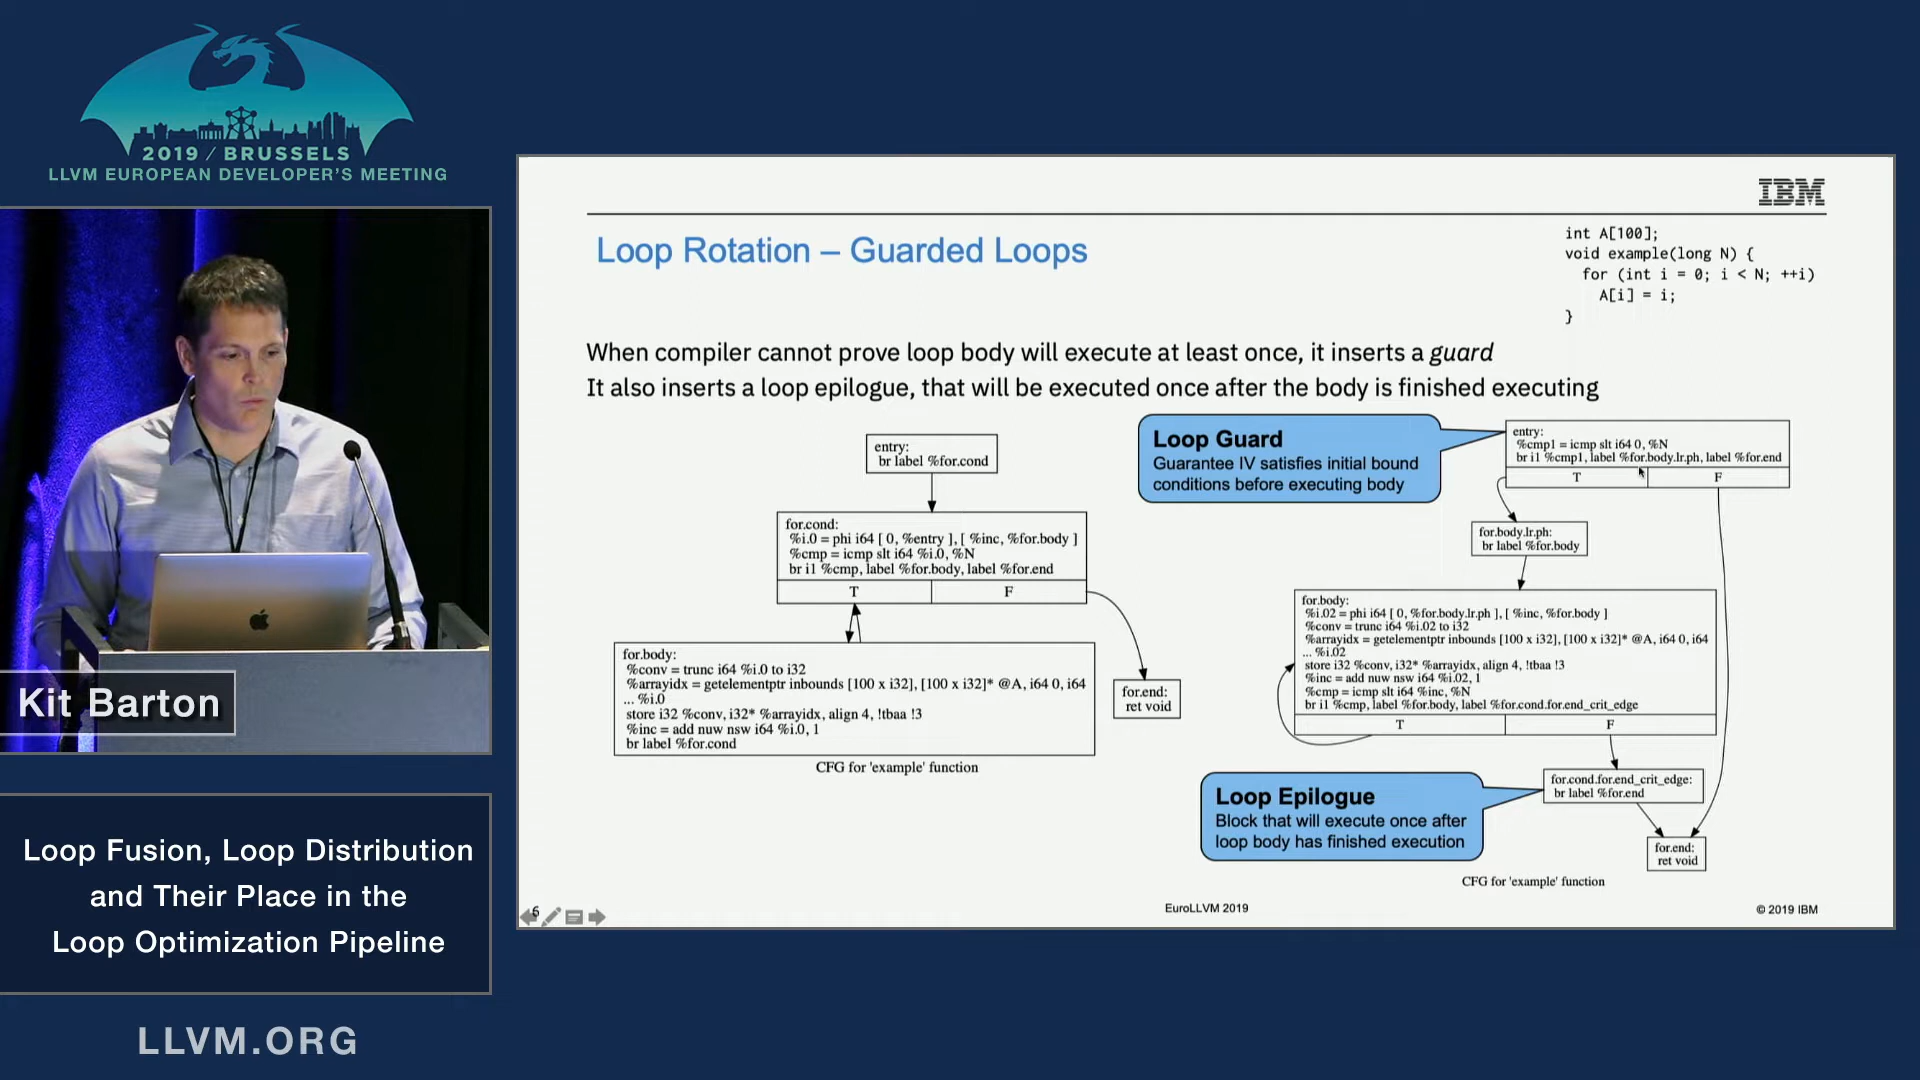 2019 / BRUSSELS
LLVM EUROPEAN DEVELOPER'S MEETING
Kit Barton
Loop Fusion, Loop Distribution
and Their Place in the
Loop Optimization Pipeline
LLVM.ORG
IBM
Loop Rotation – Guarded Loops
int A[100];
void example(long N) {
for (int i = 0; i < N; ++i)
A[i] = i;
}
When compiler cannot prove loop body will execute at least once, it inserts a guard
It also inserts a loop epilogue, that will be executed once after the body is finished executing
entry:
br label %for.cond
for.cond:
%i.0 = phi i64 [ 0, %entry ], [ %inc, %for.body ]
%cmp = icmp slt i64 %i.0, %N
br i1 %cmp, label %for.body, label %for.end
T
F
for.body:
%conv = trunc i64 %i.0 to i32
%arrayidx = getelementptr inbounds [100 x i32], [100 x i32]* @A, i64 0, i64
... %i.0
store i32 %conv, i32* %arrayidx, align 4, !tbaa !3
%inc = add nuw nsw i64 %i.0, 1
br label %for.cond
for.end:
ret void
CFG for 'example' function
Loop Guard
Guarantee IV satisfies initial bound
conditions before executing body
entry:
%cmp1 = icmp slt i64 0, %N
br i1 %cmp1, label %for.body.lr.ph, label %for.end
T
F
for.body.lr.ph:
br label %for.body
for.body:
%i.02 = phi i64 [ 0, %for.body.lr.ph ], [ %inc, %for.body ]
%conv = trunc i64 %i.02 to i32
%arrayidx = getelementptr inbounds [100 x i32], [100 x i32]* @A, i64 0, i64
... %i.02
store i32 %conv, i32* %arrayidx, align 4, !tbaa !3
%inc = add nuw nsw i64 %i.02, 1
%cmp = icmp slt i64 %inc, %N
br i1 %cmp, label %for.body, label %for.cond.for.end_crit_edge
T
F
for.cond.for.end_crit_edge:
br label %for.end
Loop Epilogue
Block that will execute once after
loop body has finished execution
for.end:
ret void
CFG for 'example' function
6
EuroLLVM 2019
© 2019 IBM